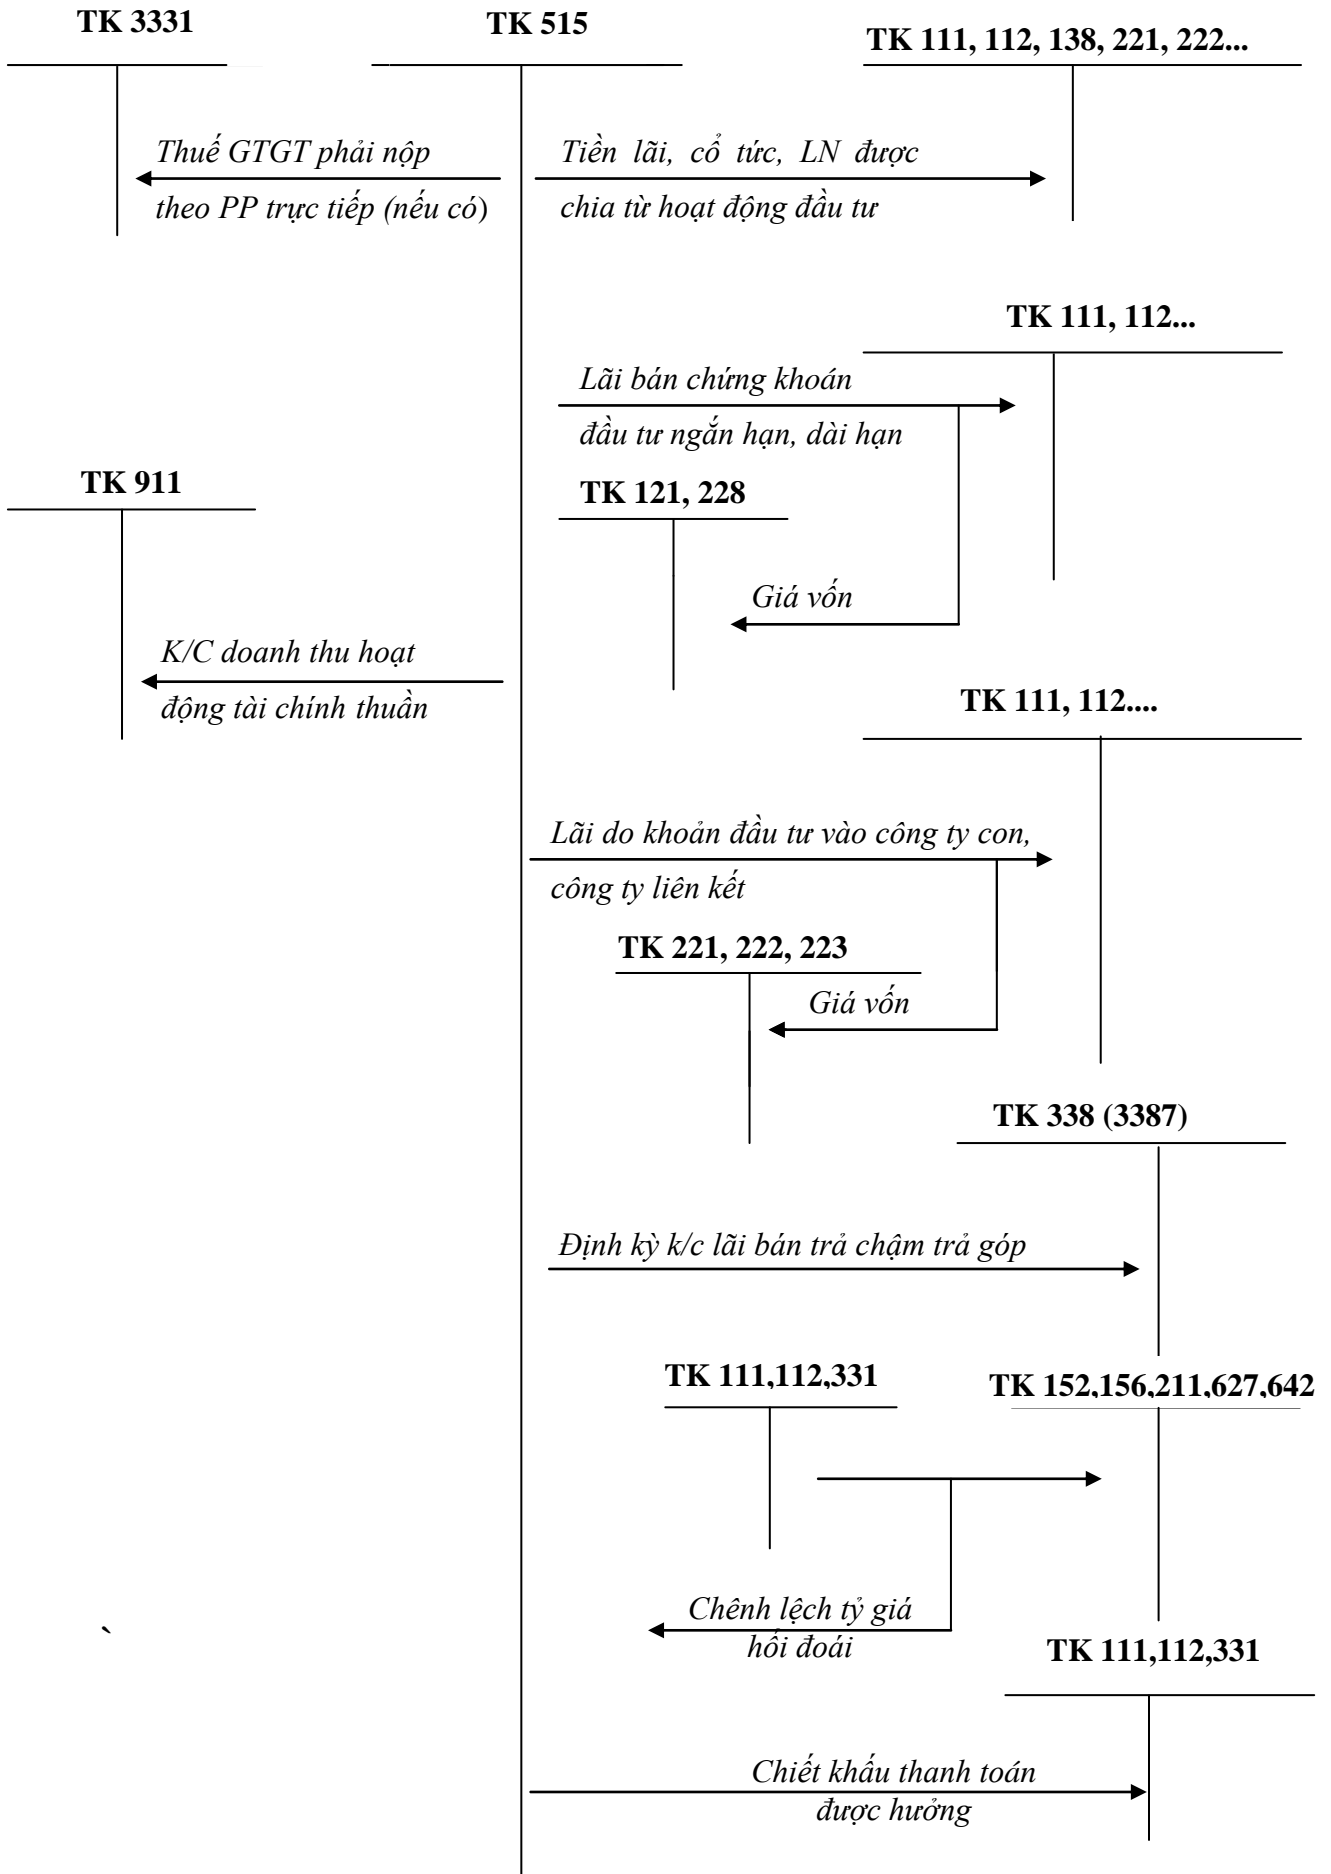 TK 3331
TK 515
TK 111, 112, 138, 221, 222...
Thuế GTGT phải nộp
theo PP trực tiếp (nếu có)
Tiền lãi, cổ tức, LN được
chia từ hoạt động đầu tư
TK 111, 112...
Lãi bán chứng khoán
đầu tư ngắn hạn, dài hạn
TK 911
TK 121, 228
Giá vốn
K/C doanh thu hoạt
động tài chính thuần
TK 111, 112....
Lãi do khoản đầu tư vào công ty con,
công ty liên kết
TK 221, 222, 223
Giá vốn
TK 338 (3387)
Định kỳ k/c lãi bán trả chậm trả góp
TK 111,112,331
TK 152,156,211,627,642
Chênh lệch tỷ giá
hối đoái
`
TK 111,112,331
Chiết khấu thanh toán
được hưởng